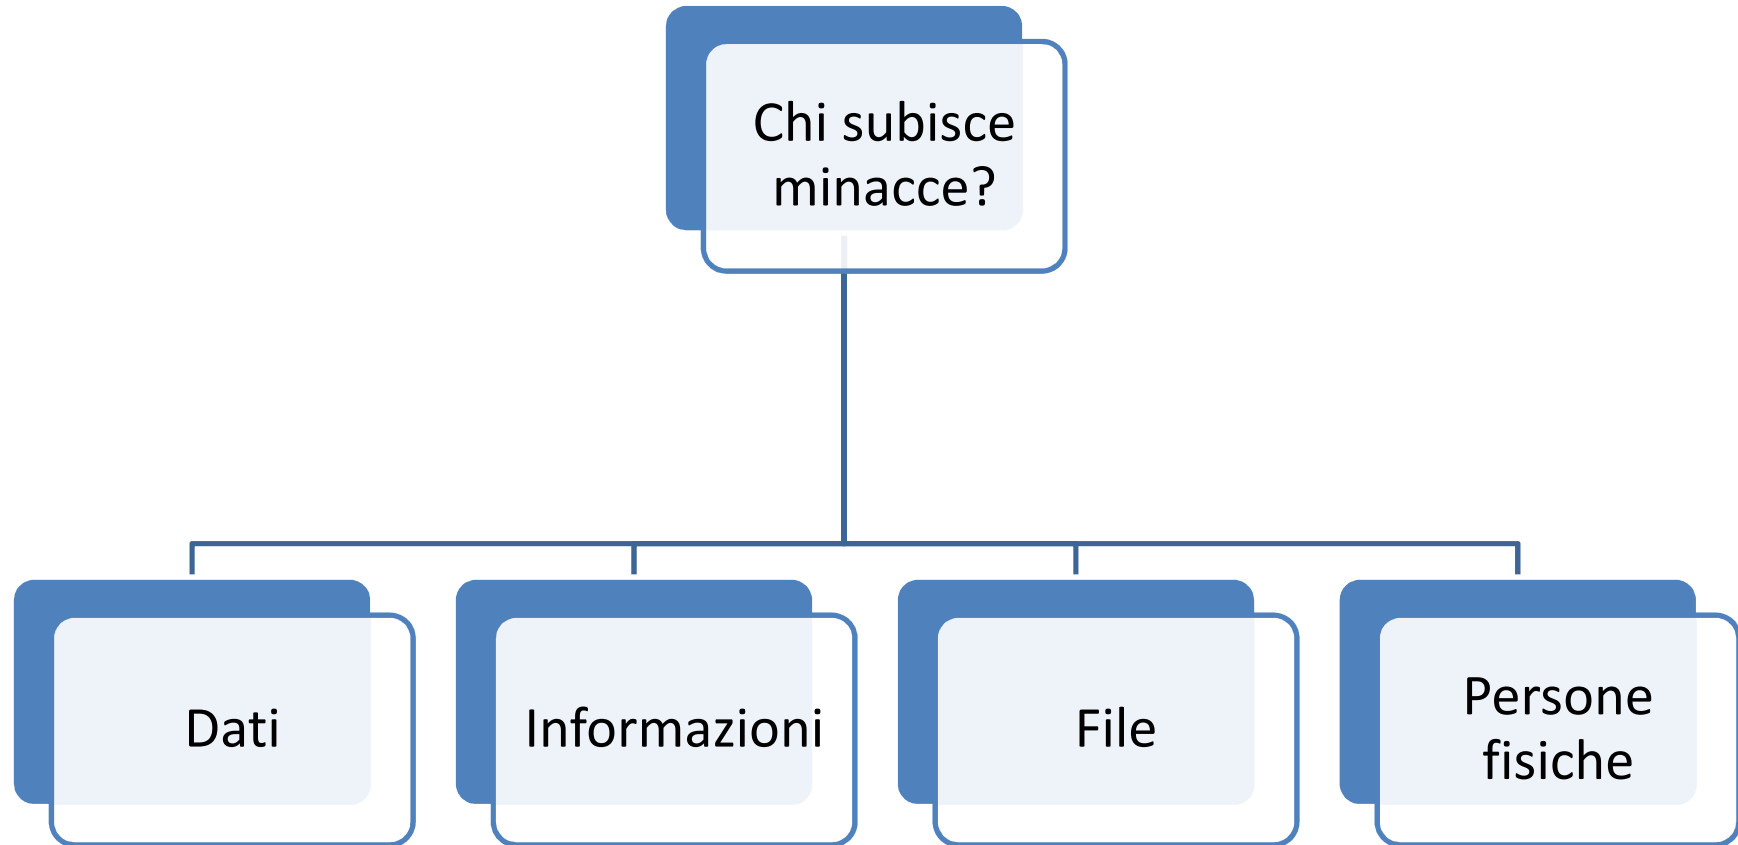 Chi subisce
minacce?
Dati
Informazioni
File
Persone
fisiche